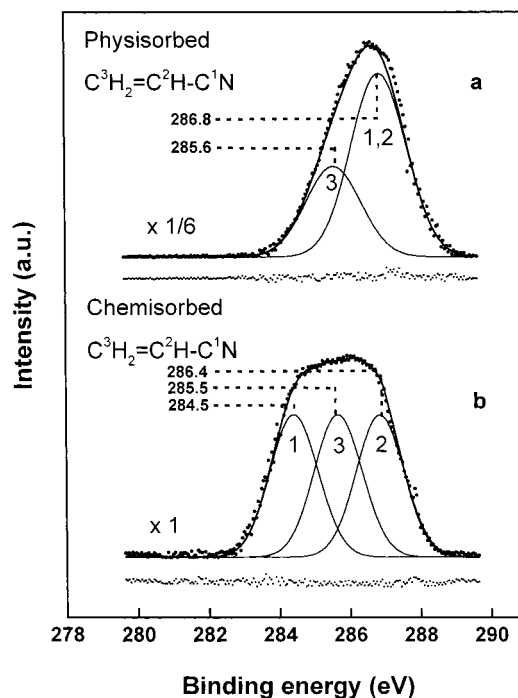 Physisorbed
C³H₂=C²H-C¹N
a
286.8
285.6
1,2
3
x 1/6
Chemisorbed
C³H₂=C²H-C¹N
286.4
285.5
284.5
b
1
3
2
x 1
278 280 282 284 286 288 290
Binding energy (eV)
Intensity (a.u.)